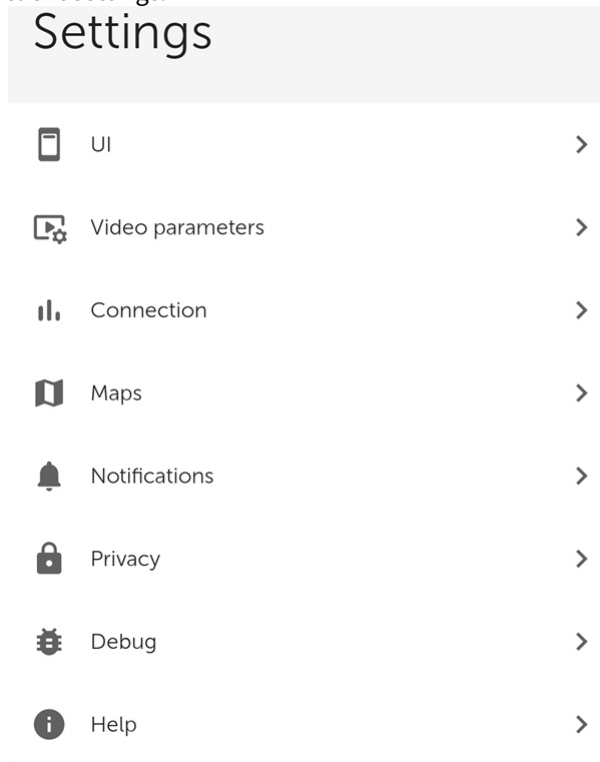 Settings
UI
Video parameters
Connection
Maps
Notifications
Privacy
Debug
Help